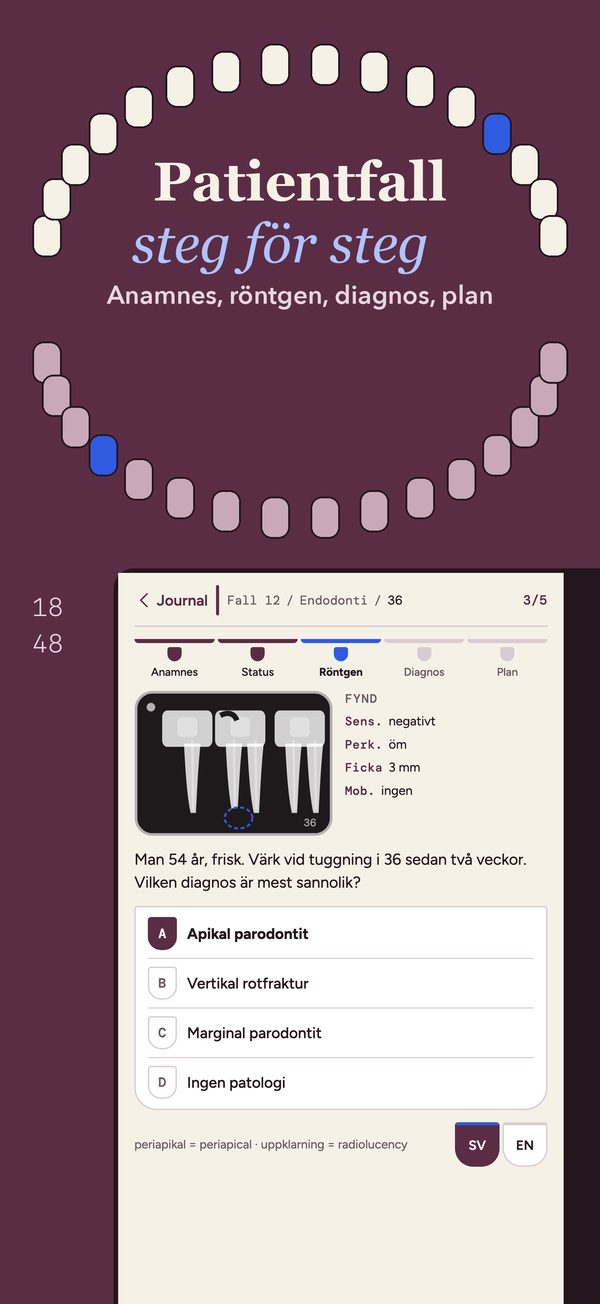 Patientfall
steg för steg
Anamnes, röntgen, diagnos, plan
18
48
Journal
Fall 12 / Endodonti / 36
3/5
Anamnes
Status
Röntgen
Diagnos
Plan
36
FYND
Sens. negativt
Perk. öm
Ficka 3 mm
Mob. ingen
Man 54 år, frisk. Värk vid tuggning i 36 sedan två veckor.
Vilken diagnos är mest sannolik?
A Apikal parodontit
B Vertikal rotfraktur
C Marginal parodontit
D Ingen patologi
periapikal = periapical · uppklarning = radiolucency
SV
EN